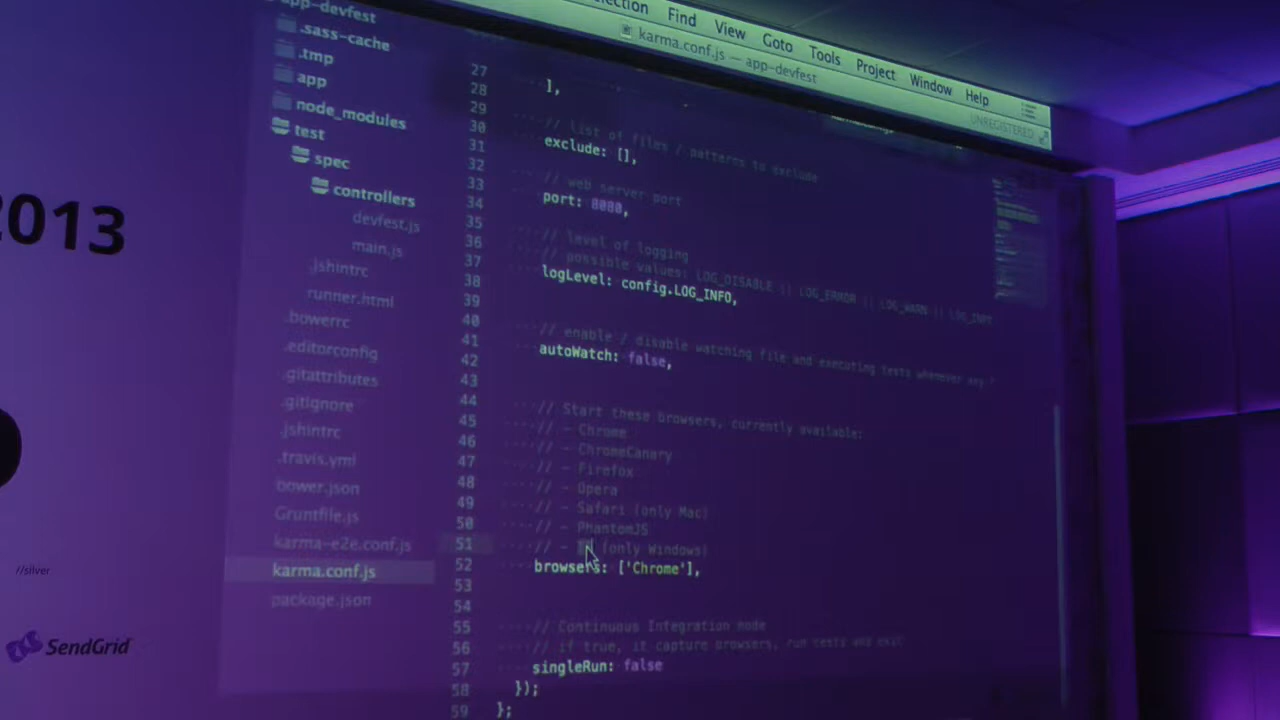 election Find View Goto Tools Project Window Help
karma.conf.js — app-devfest
UNREGISTERED
app-devfest
.sass-cache
.tmp
app
node_modules
test
spec
controllers
devfest.js
main.js
.jshintrc
runner.html
.bowerrc
.editorconfig
.gitattributes
.gitignore
.jshintrc
.travis.yml
bower.json
Gruntfile.js
karma-e2e.conf.js
karma.conf.js
package.json
27
28 ],
29
30 // list of files / patterns to exclude
31 exclude: [],
32
33 // web server port
34 port: 8080,
35
36 // level of logging
37 // possible values: LOG_DISABLE || LOG_ERROR || LOG_WARN || LOG_INFO
38 logLevel: config.LOG_INFO,
39
40
41 // enable / disable watching file and executing tests whenever any
42 autoWatch: false,
43
44
45 // Start these browsers, currently available:
46 // - Chrome
47 // - ChromeCanary
48 // - Firefox
49 // - Opera
50 // - Safari (only Mac)
51 // - PhantomJS
52 // - (only Windows)
53 browsers: ['Chrome'],
54
55
56 // Continuous Integration mode
57 // if true, it capture browsers, run tests and exit
58 singleRun: false
59 });
};
2013
//silver
SendGrid